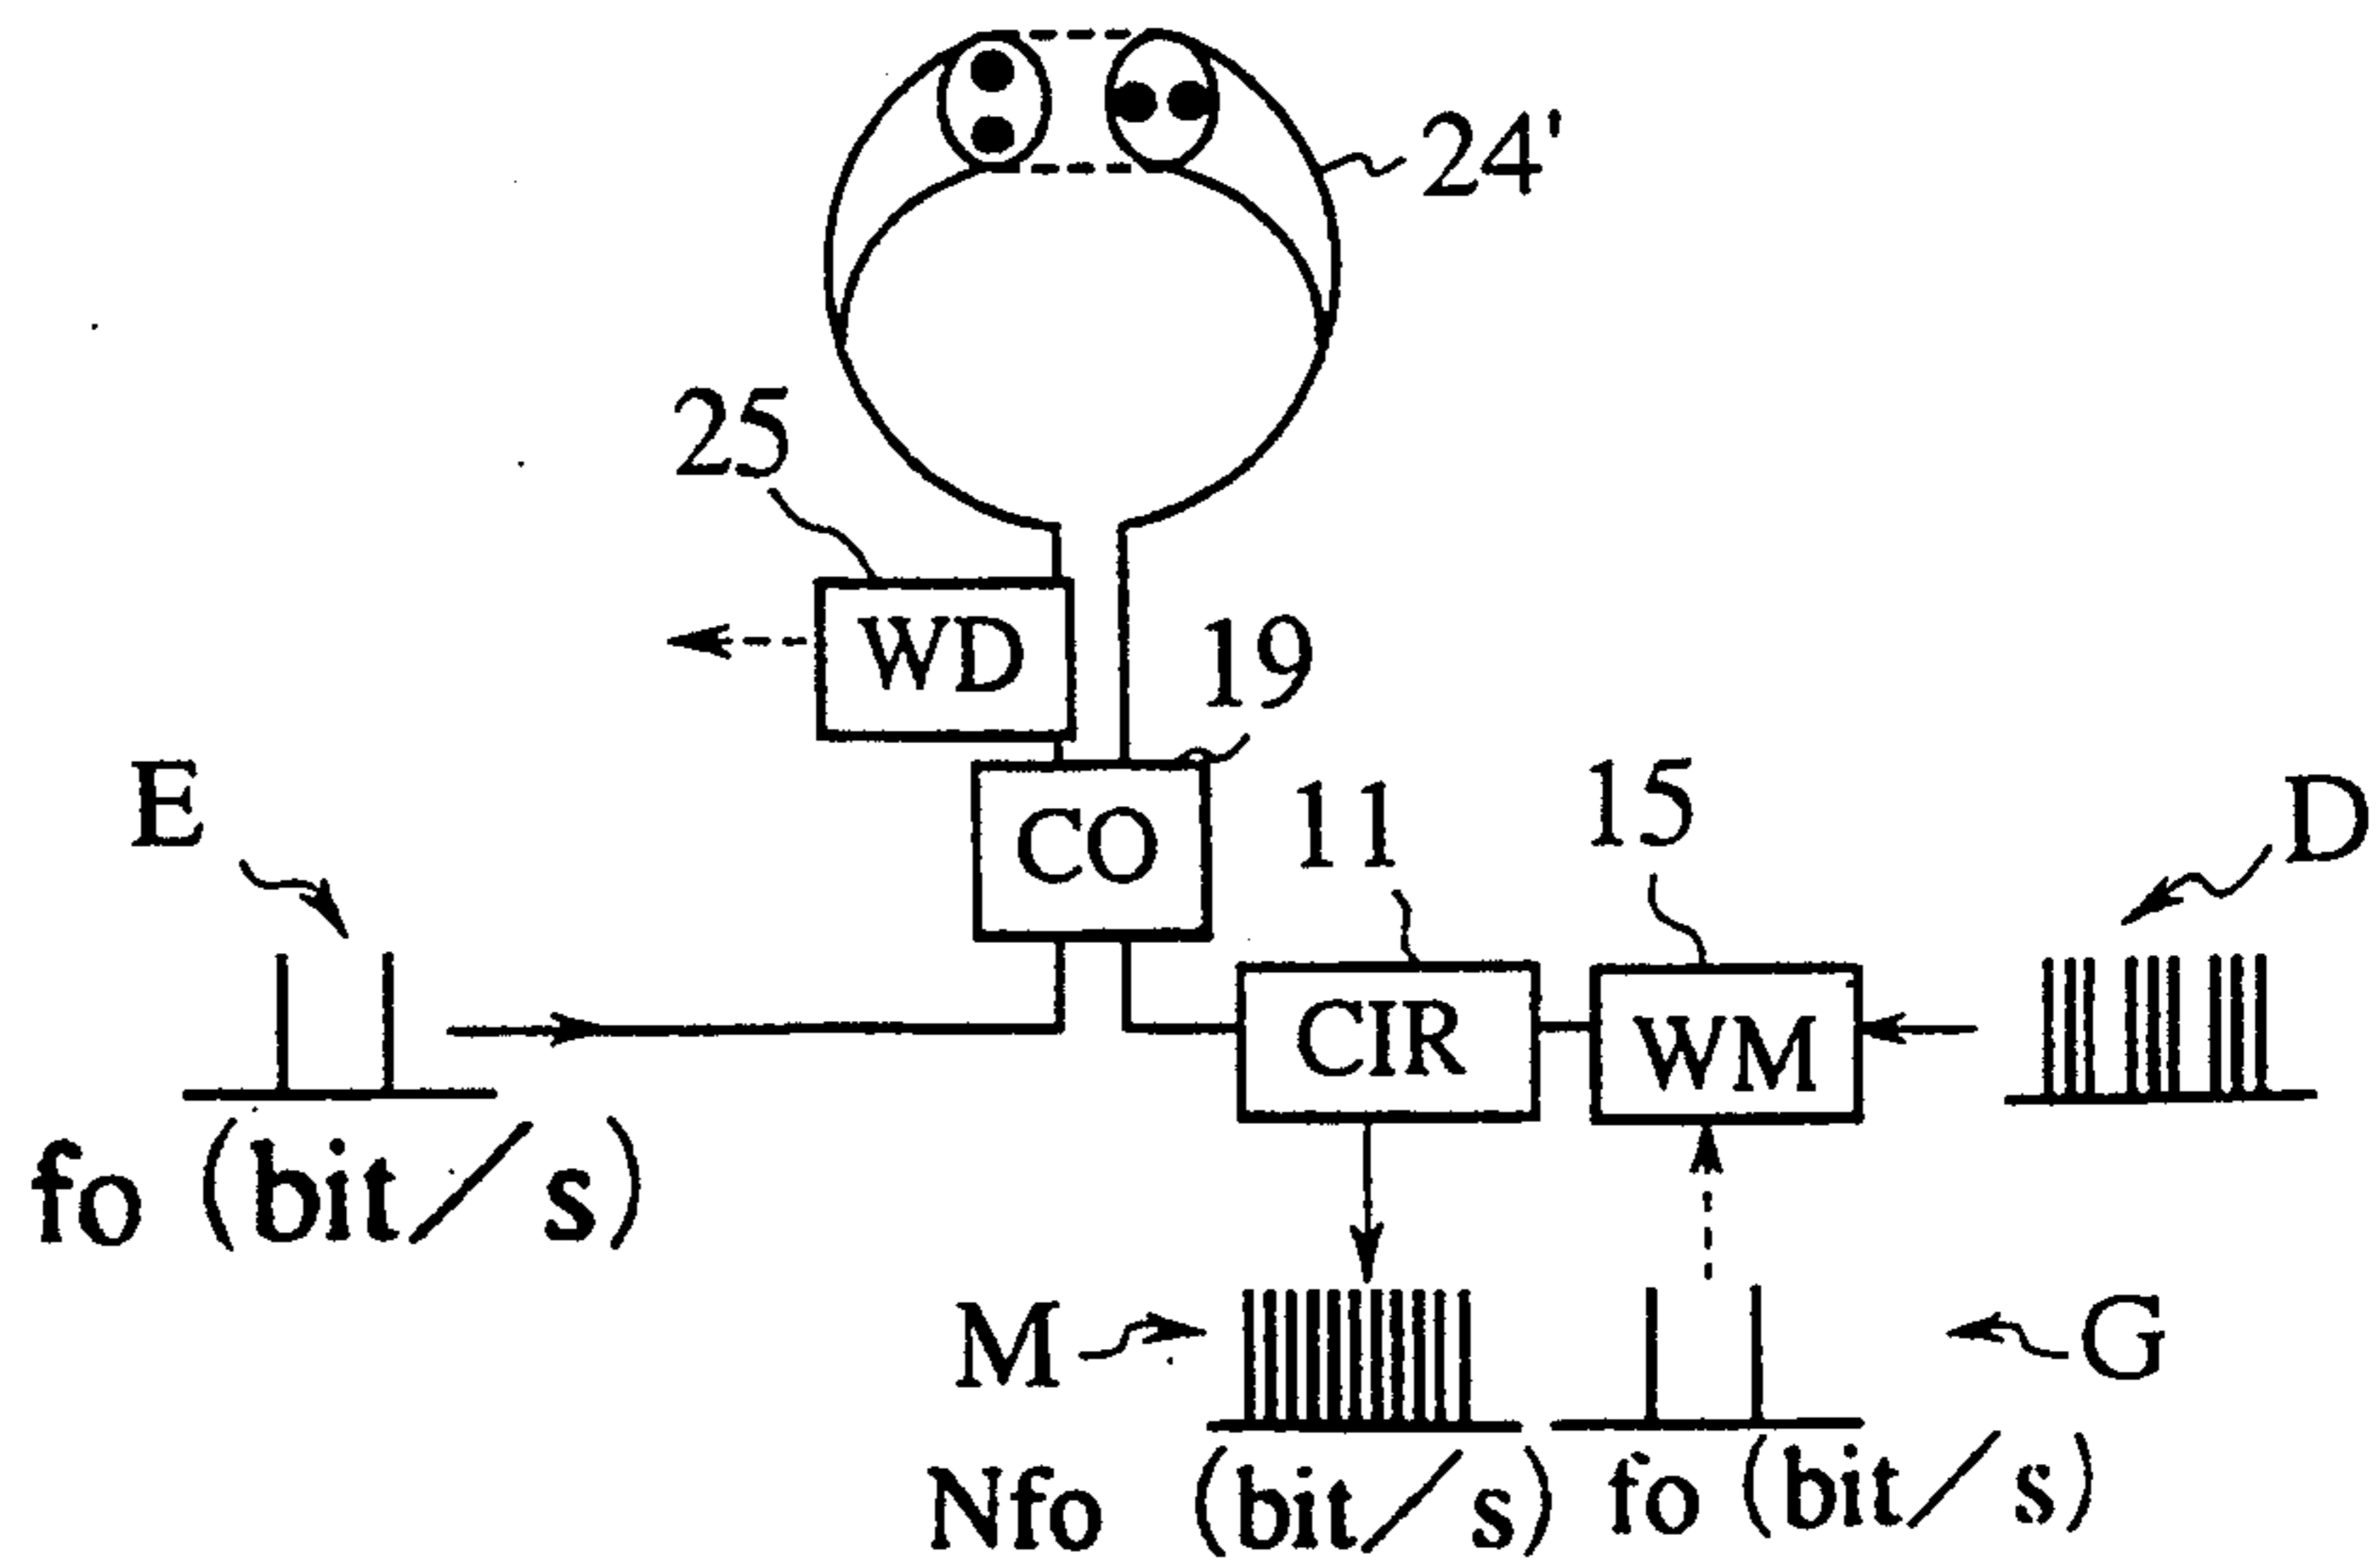 24'
25
WD
19
E
CO
11
15
D
CIR
WM
fo (bit/s)
M
G
Nfo (bit/s)
fo (bit/s)